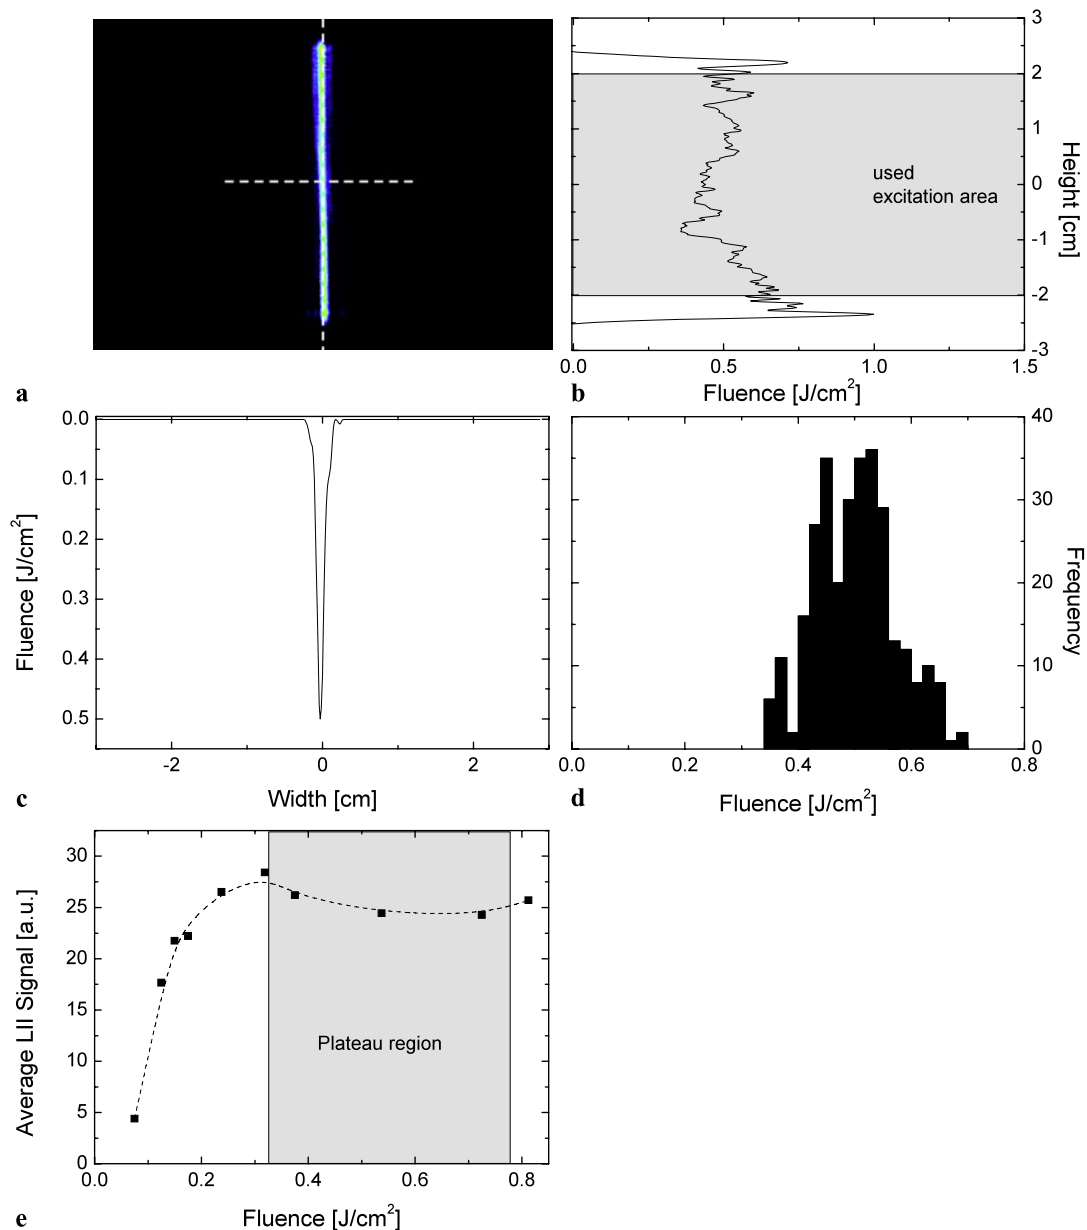 3
2
1
0
-1
-2
-3
Height [cm]
used
excitation area
0.0 0.5 1.0 1.5
Fluence [J/cm²]
a
b
0.0
0.1
0.2
0.3
0.4
0.5
Fluence [J/cm²]
-2 0 2
Width [cm]
c
40
30
20
10
0
Frequency
0.0 0.2 0.4 0.6 0.8
Fluence [J/cm²]
d
30
25
20
15
10
5
0
Average LII Signal [a.u.]
Plateau region
0.0 0.2 0.4 0.6 0.8
Fluence [J/cm²]
e